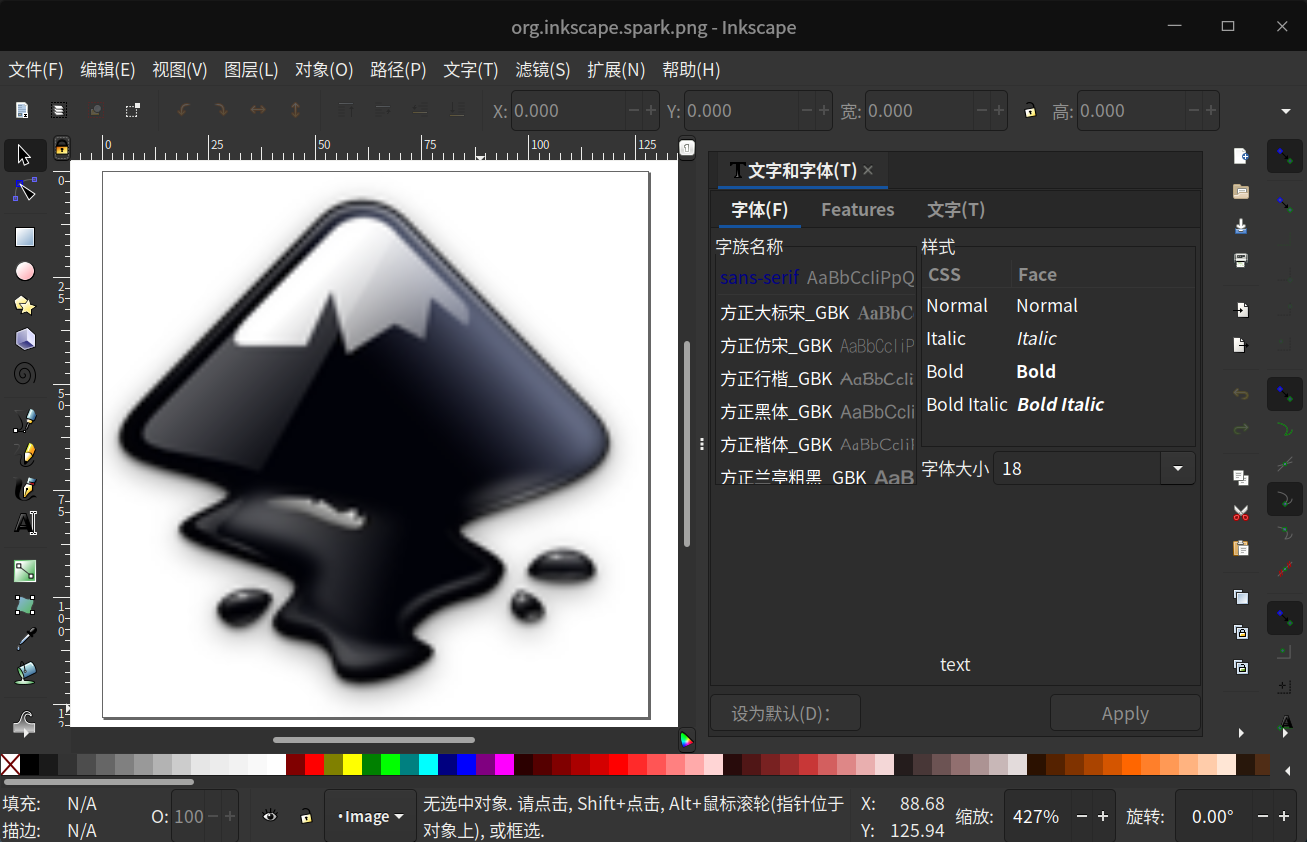 org.inkscape.spark.png - Inkscape
文件(F) 编辑(E) 视图(V) 图层(L) 对象(O) 路径(P) 文字(T) 滤镜(S) 扩展(N) 帮助(H)
X: 0.000 Y: 0.000 宽: 0.000 高: 0.000
0 25 50 75 100 125
0
25
50
75
100
12
文字和字体(T)
字体(F) Features 文字(T)
字族名称 样式
CSS Face
sans-serif AaBbCcIiPpQ
方正大标宋_GBK AaBbC
方正仿宋_GBK AaBbCcIiP
方正行楷_GBK AaBbCcIi
方正黑体_GBK AaBbCcIi
方正楷体_GBK AaBbCcIiI
方正兰亭粗黑_GBK AaB
Normal Normal
Italic Italic
Bold Bold
Bold Italic Bold Italic
字体大小 18
text
设为默认(D): Apply
填充: N/A
描边: N/A
O: 100
•Image
无选中对象. 请点击, Shift+点击, Alt+鼠标滚轮(指针位于
对象上), 或框选.
X: 88.68
Y: 125.94
缩放: 427% 旋转: 0.00°